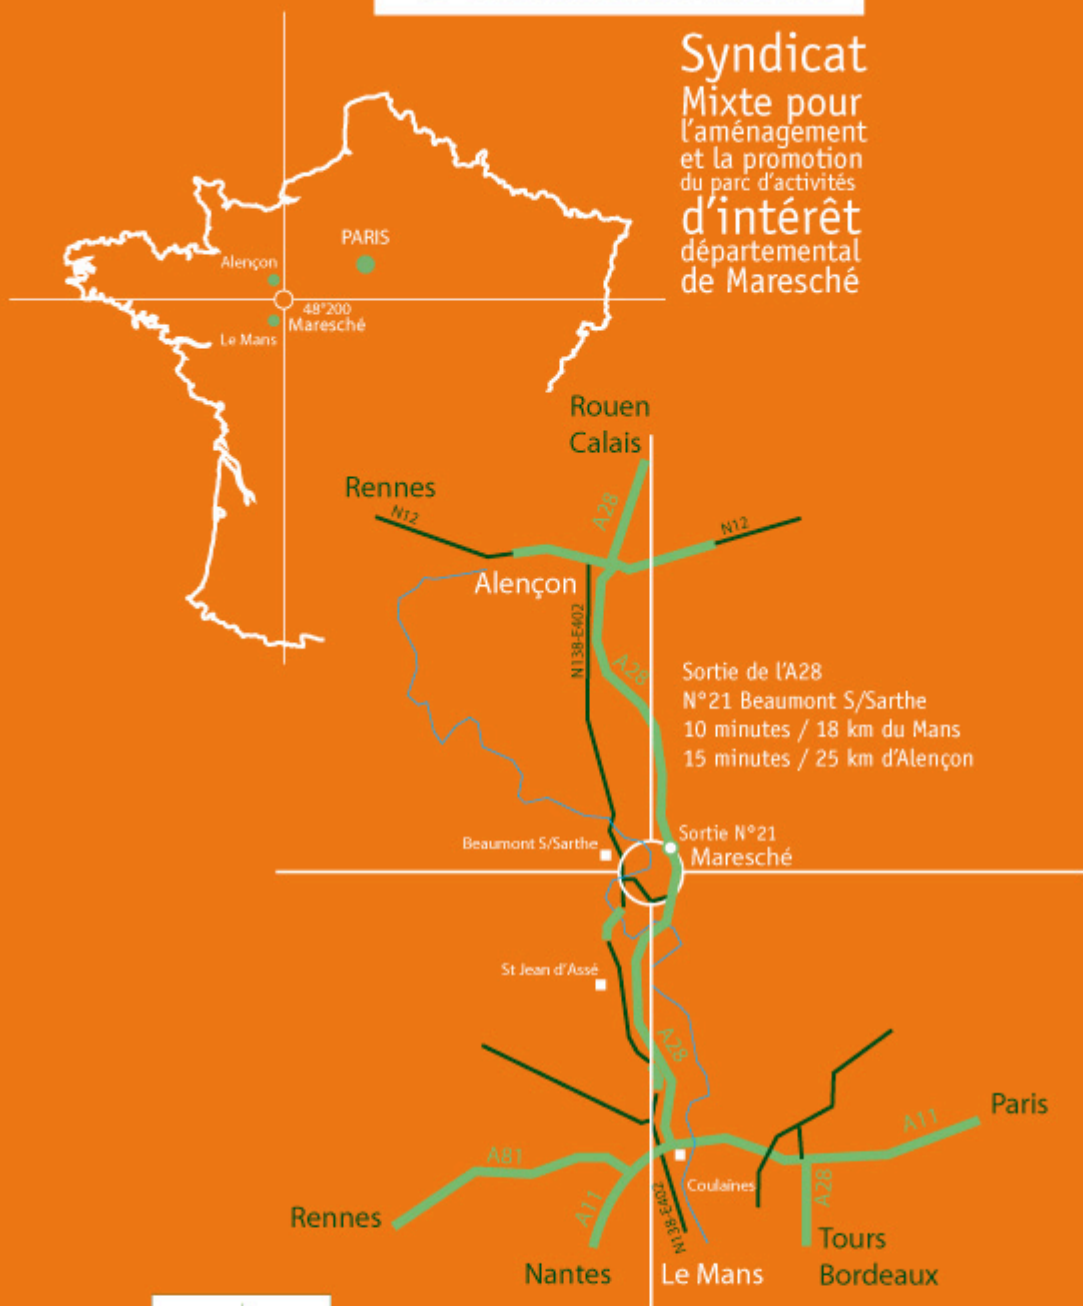 Syndicat
Mixte pour
l'aménagement
et la promotion
du parc d'activités
d'intérêt
départemental
de Maresché
PARIS
Alençon
48°200
Maresché
Le Mans
Rouen
Calais
Rennes
N12
A28
N12
Alençon
N138-E402
A28
Sortie de l'A28
N°21 Beaumont S/Sarthe
10 minutes / 18 km du Mans
15 minutes / 25 km d'Alençon
Sortie N°21
Beaumont S/Sarthe
Maresché
St Jean d'Assé
A28
Paris
A11
A81
Coulaines
A28
Rennes
A11
N138-E402
Tours
Bordeaux
Nantes
Le Mans